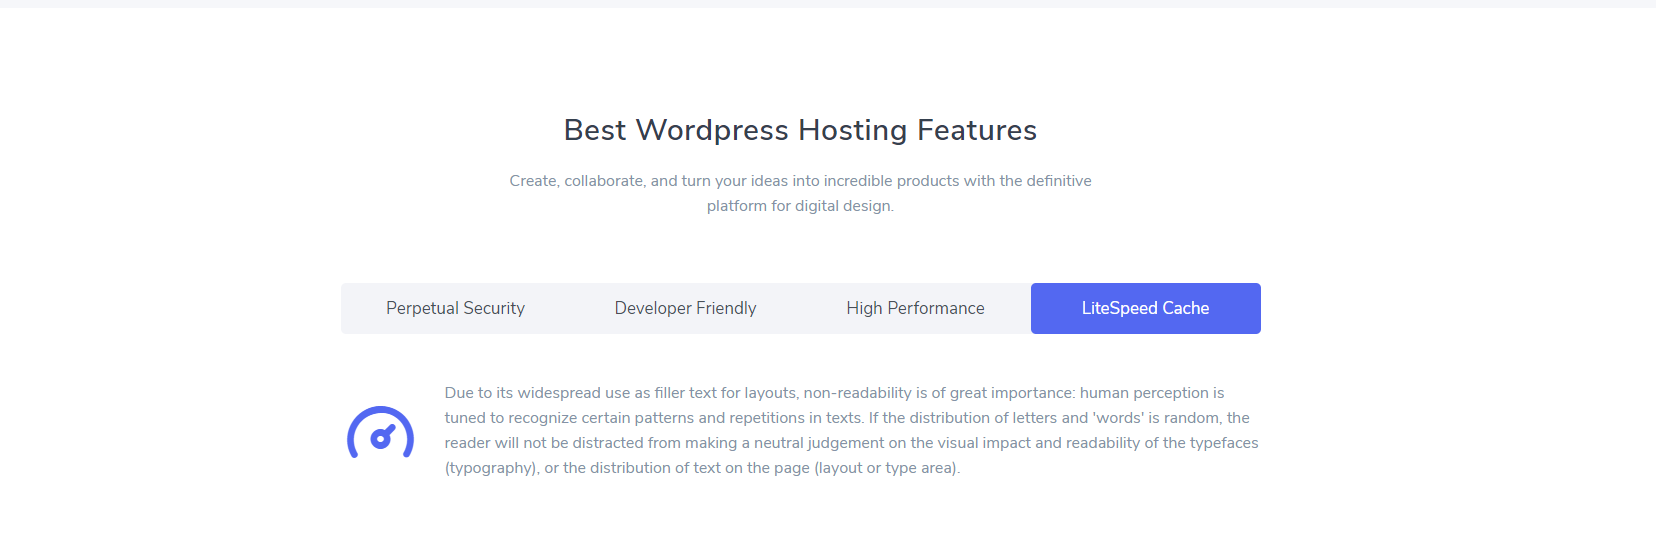 Best Wordpress Hosting Features
Create, collaborate, and turn your ideas into incredible products with the definitive
platform for digital design.
Perpetual Security
Developer Friendly
High Performance
LiteSpeed Cache
Due to its widespread use as filler text for layouts, non-readability is of great importance: human perception is
tuned to recognize certain patterns and repetitions in texts. If the distribution of letters and 'words' is random, the
reader will not be distracted from making a neutral judgement on the visual impact and readability of the typefaces
(typography), or the distribution of text on the page (layout or type area).